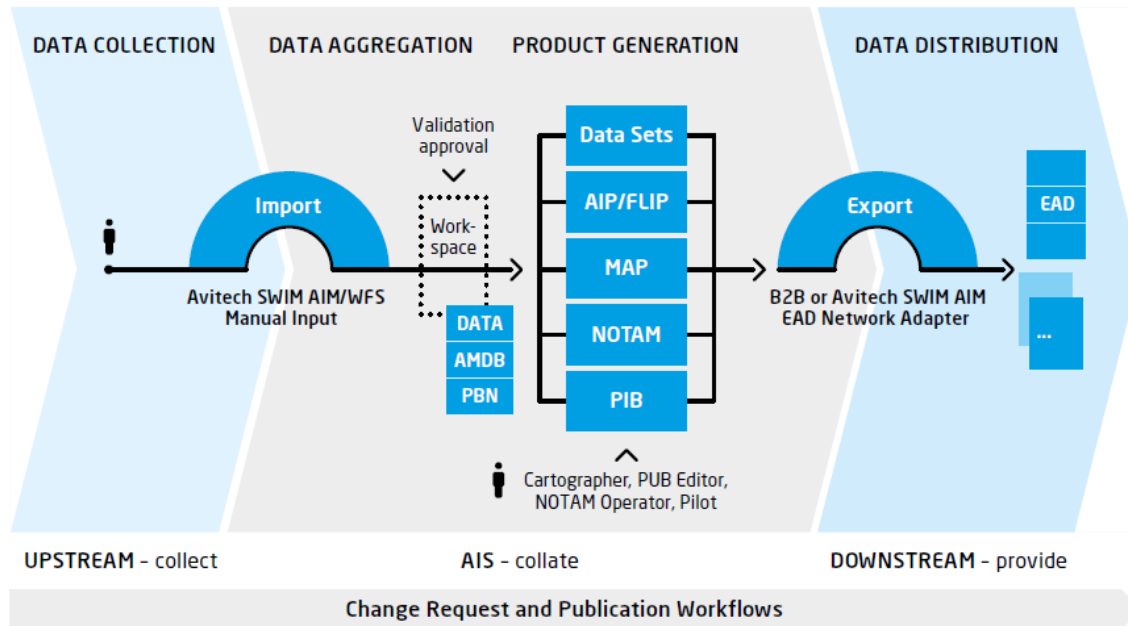 DATA COLLECTION
DATA AGGREGATION
PRODUCT GENERATION
DATA DISTRIBUTION
Validation
approval
Import
Avitech SWIM AIM/WFS
Manual Input
Work-
space
DATA
AMDB
PBN
Data Sets
AIP/FLIP
MAP
NOTAM
PIB
Cartographer, PUB Editor,
NOTAM Operator, Pilot
Export
B2B or Avitech SWIM AIM
EAD Network Adapter
EAD
...
UPSTREAM – collect
AIS – collate
DOWNSTREAM – provide
Change Request and Publication Workflows